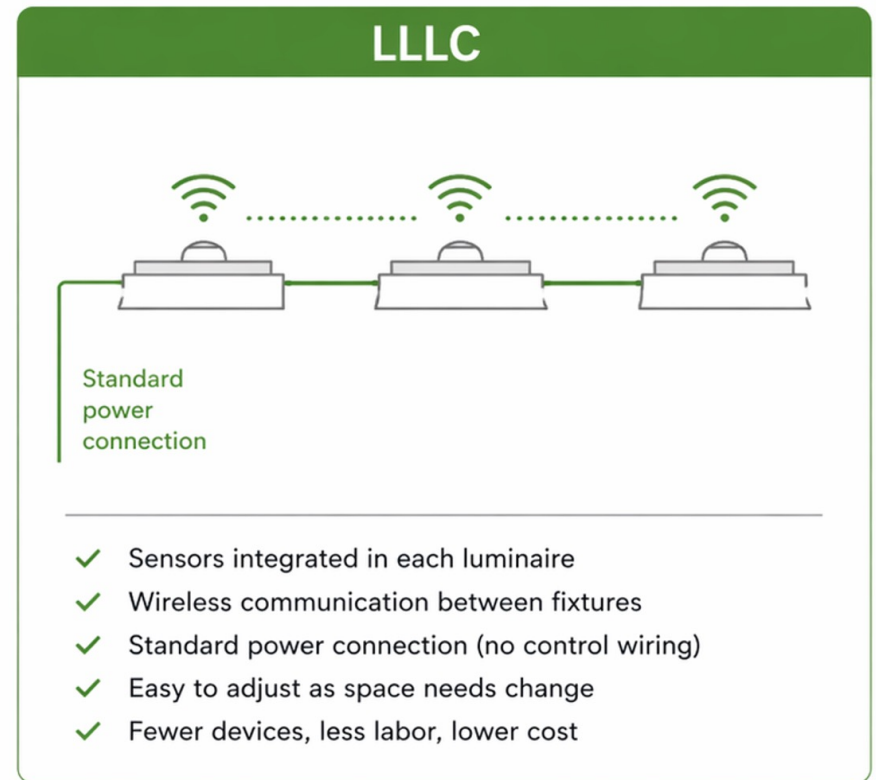 LLLC
Standard
power
connection
Sensors integrated in each luminaire
Wireless communication between fixtures
Standard power connection (no control wiring)
Easy to adjust as space needs change
Fewer devices, less labor, lower cost